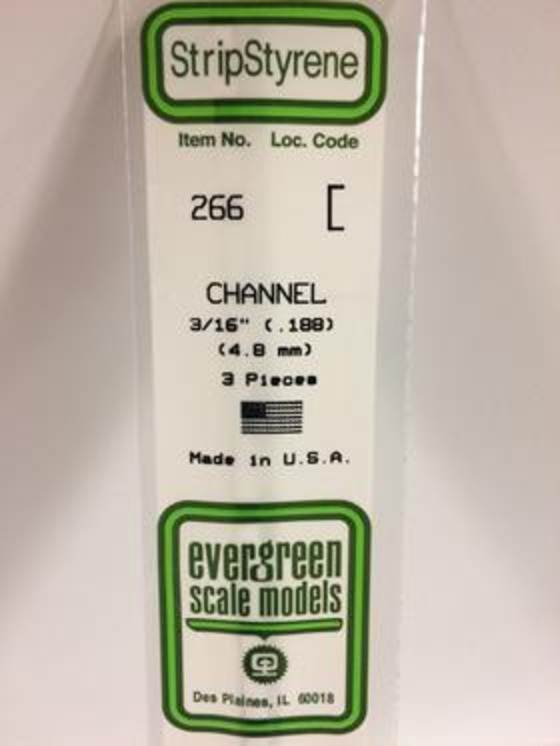 StripStyrene
Item No. Loc. Code
266 [
CHANNEL
3/16" (.188)
(4.8 mm)
3 Pieces
Made in U.S.A.
evergreen
scale models
Des Plaines, IL 60018